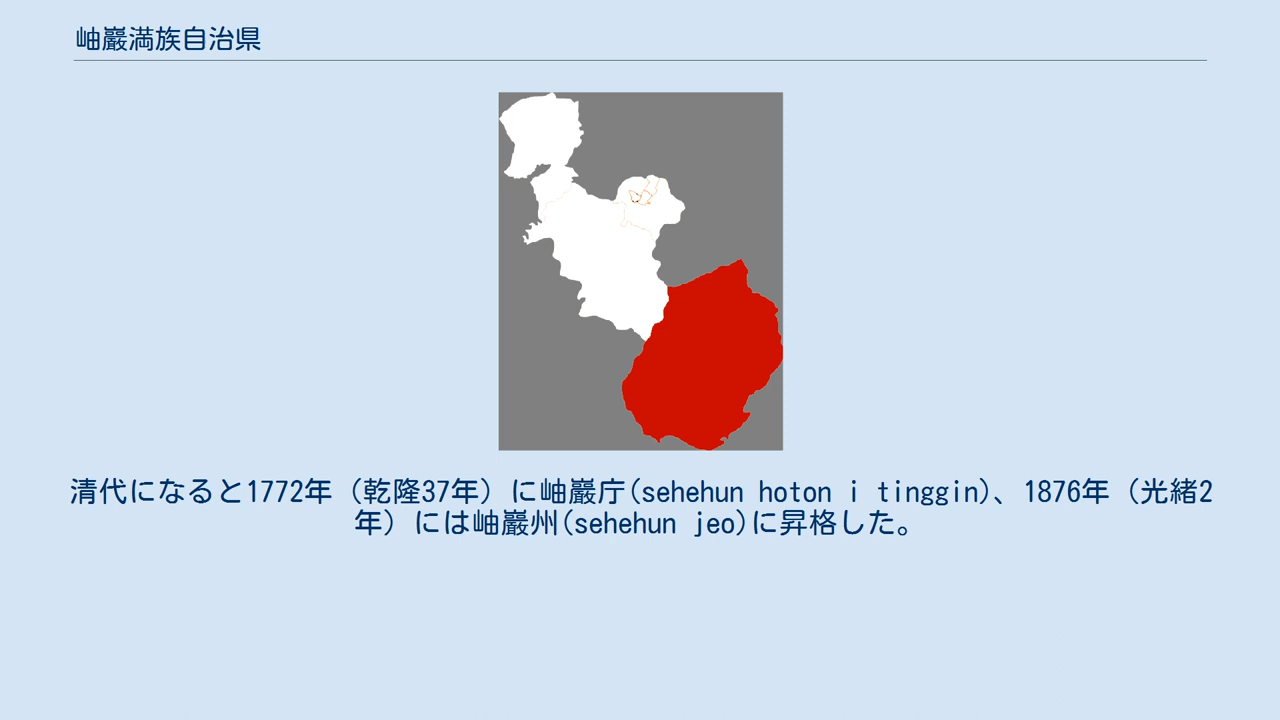 岫巖満族自治県
清代になると1772年（乾隆37年）に岫巖庁(sehehun hoton i tinggin)、1876年（光緒2
年）には岫巖州(sehehun jeo)に昇格した。